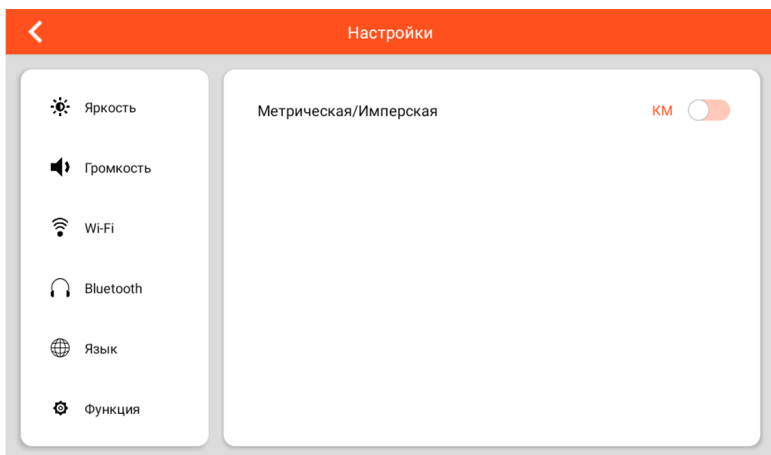 Настройки
Яркость
Громкость
Wi-Fi
Bluetooth
Язык
Функция
Метрическая/Имперская
КМ